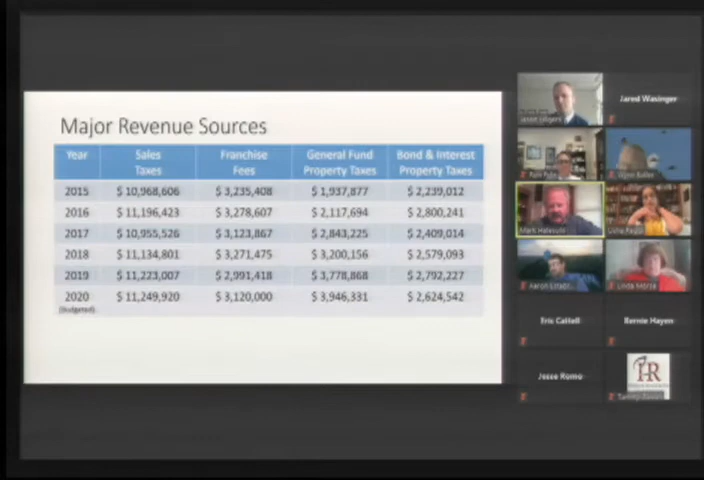 Major Revenue Sources
Year Sales Taxes Franchise Fees General Fund Property Taxes Bond & Interest Property Taxes
2015 $ 10,968,606 $ 3,235,408 $ 1,937,877 $ 2,239,012
2016 $ 11,196,423 $ 3,278,607 $ 2,117,694 $ 2,800,241
2017 $ 10,955,526 $ 3,123,867 $ 2,843,225 $ 2,409,014
2018 $ 11,134,801 $ 3,271,475 $ 3,200,156 $ 2,579,093
2019 $ 11,223,007 $ 2,991,418 $ 3,778,868 $ 2,792,227
2020 $ 11,249,920 $ 3,120,000 $ 3,946,331 $ 2,624,542
(Budgeted)
Jared Wasinger
Linda Morse
Bernie Hayen
Jesse Romo
HR